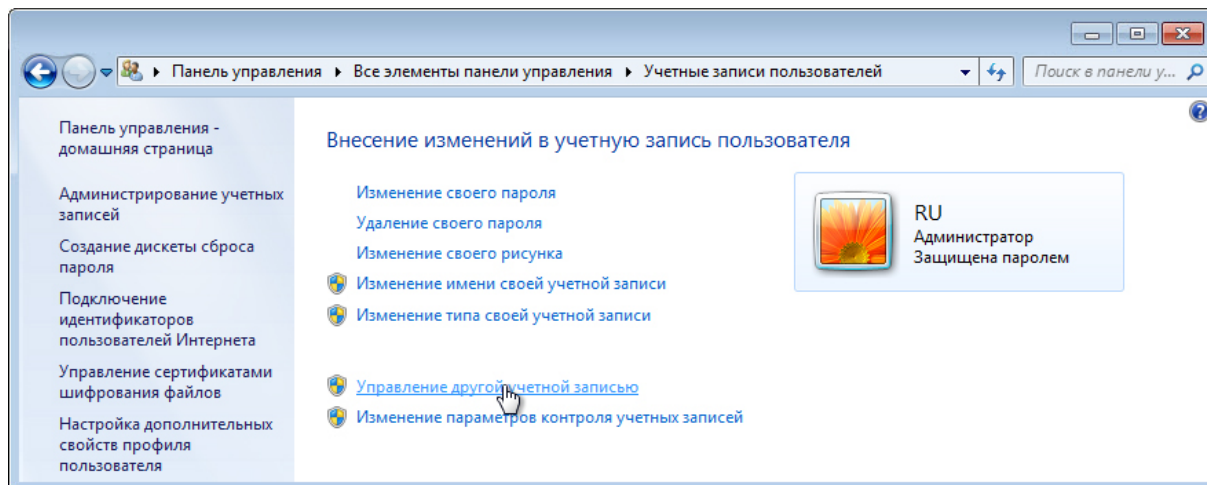 Панель управления ▸ Все элементы панели управления ▸ Учетные записи пользователей
Поиск в панели у...
Панель управления -
домашняя страница
Администрирование учетных
записей
Создание дискеты сброса
пароля
Подключение
идентификаторов
пользователей Интернета
Управление сертификатами
шифрования файлов
Настройка дополнительных
свойств профиля
пользователя
Внесение изменений в учетную запись пользователя
Изменение своего пароля
Удаление своего пароля
Изменение своего рисунка
Изменение имени своей учетной записи
Изменение типа своей учетной записи
Управление другой учетной записью
Изменение параметров контроля учетных записей
RU
Администратор
Защищена паролем